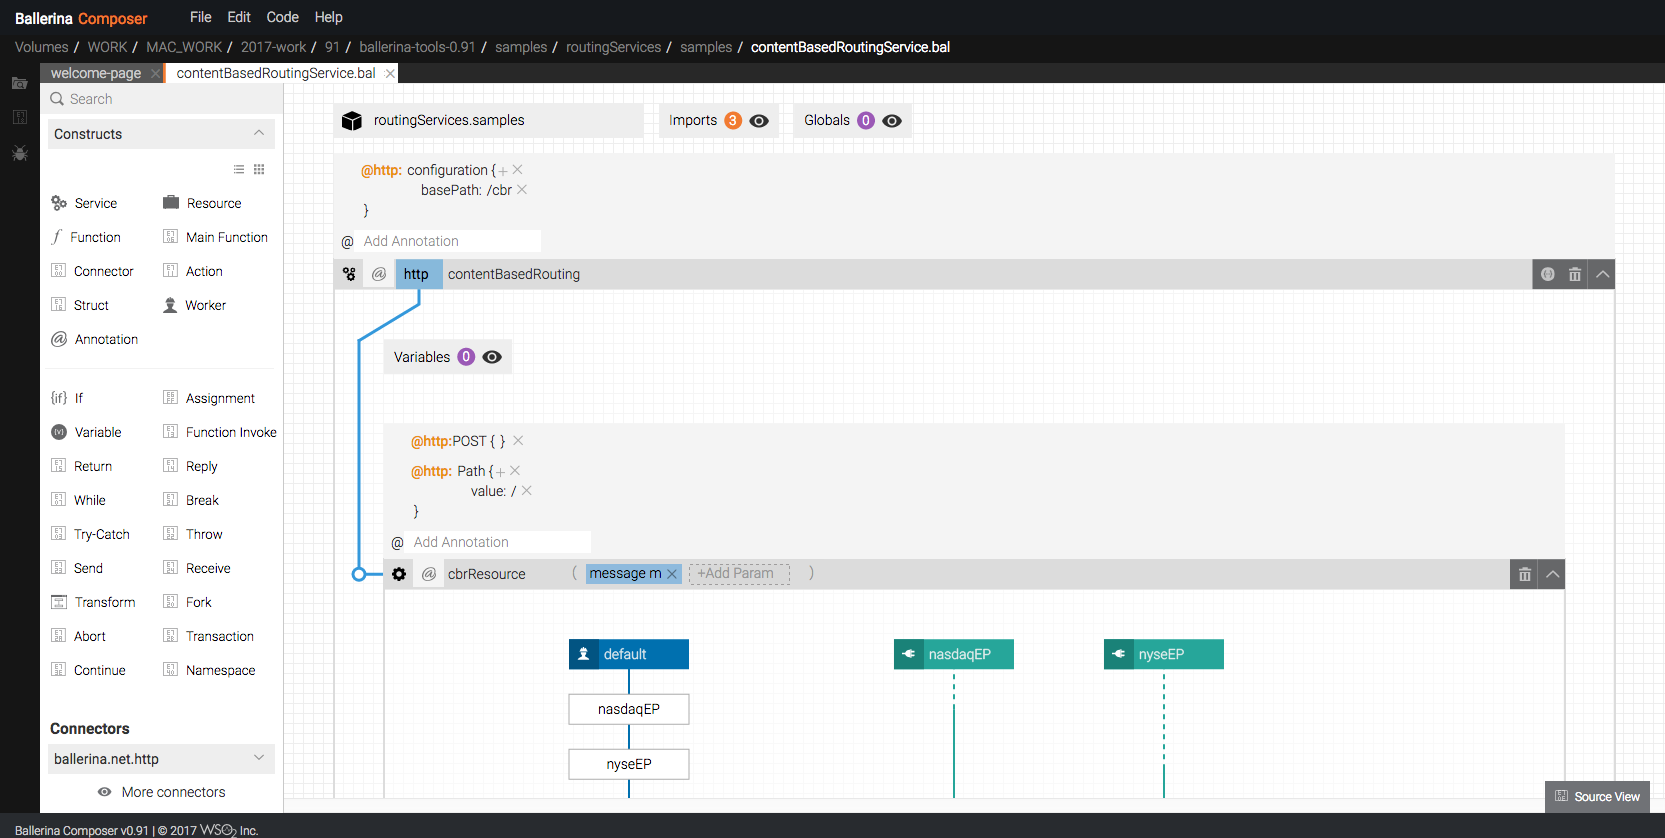 Ballerina Composer File Edit Code Help
Volumes / WORK / MAC_WORK / 2017-work / 91 / ballerina-tools-0.91 / samples / routingServices / samples / contentBasedRoutingService.bal
welcome-page × contentBasedRoutingService.bal ×
Search
Constructs
Service Resource
Function Main Function
Connector Action
Struct Worker
@ Annotation
{if} If Assignment
(v) Variable Function Invoke
Return Reply
While Break
Try-Catch Throw
Send Receive
Transform Fork
Abort Transaction
Continue Namespace
Connectors
ballerina.net.http
More connectors
routingServices.samples Imports 3 Globals 0
@http: configuration { + ×
basePath: /cbr ×
}
@ Add Annotation
@ http contentBasedRouting
Variables 0
@http:POST { } ×
@http: Path { + ×
value: / ×
}
@ Add Annotation
@ cbrResource ( message m × +Add Param )
default nasdaqEP nyseEP
nasdaqEP
nyseEP
Source View
Ballerina Composer v0.91 | © 2017 WSO2 Inc.